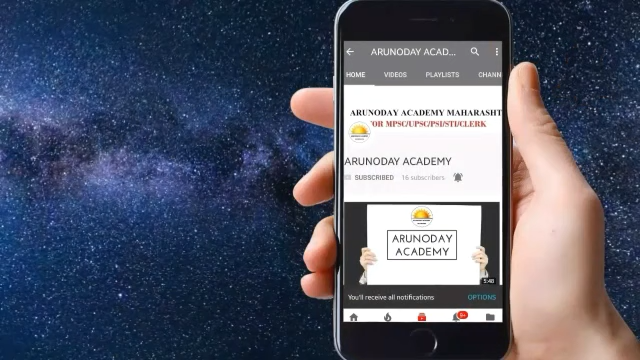 ARUNODAY ACAD...
HOME VIDEOS PLAYLISTS CHANN
ARUNODAY ACADEMY MAHARASHT
FOR MPSC/UPSC/PSI/STI/CLERK
ARUNODAY ACADEMY
SUBSCRIBED 16 subscribers
ARUNODAY
ACADEMY
5:48
You'll receive all notifications OPTIONS
9+